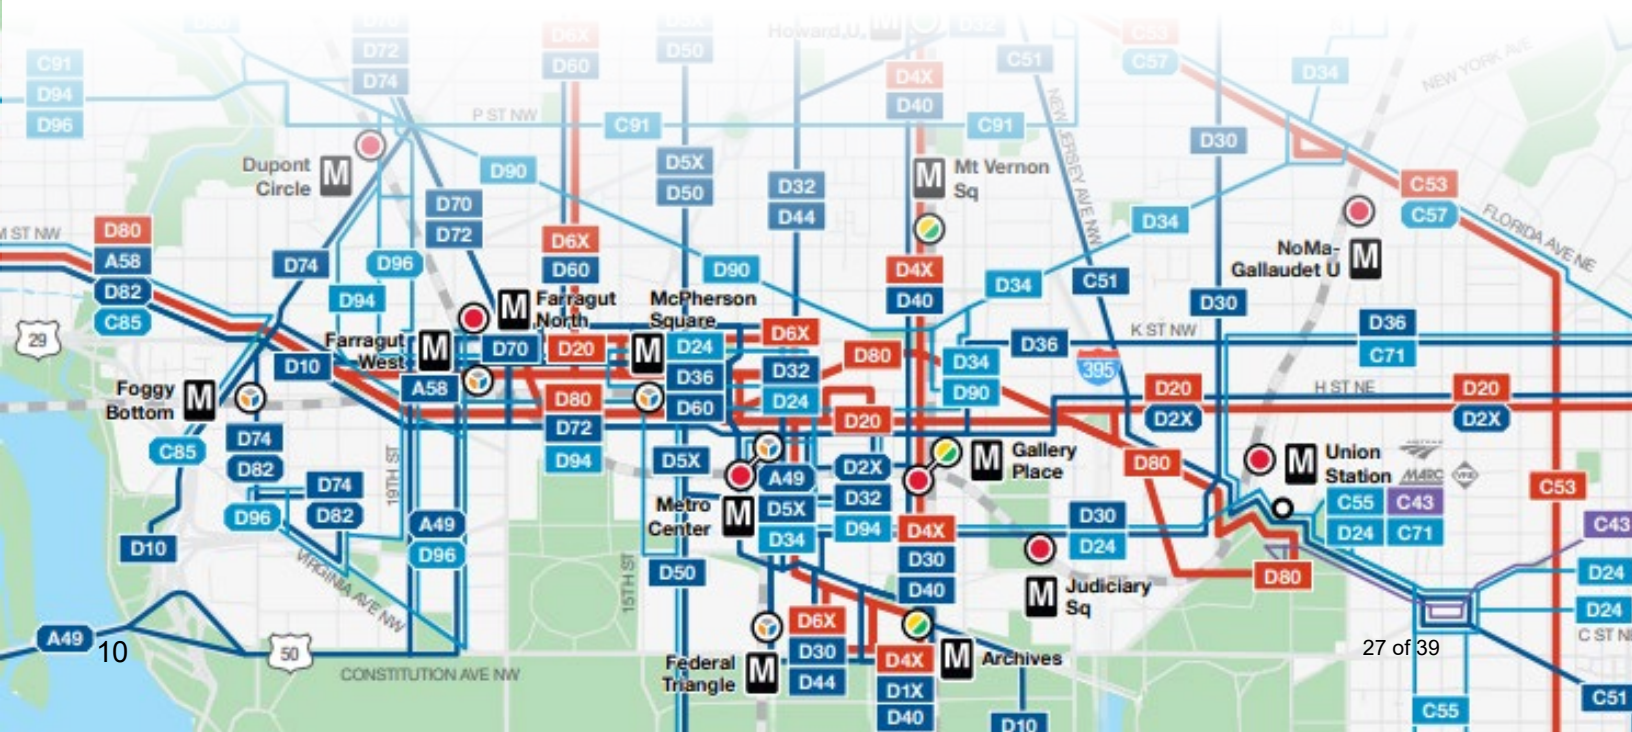 D72
D74
D6X
D60
D5X
D50
Howard U.
M
D32
D4X
D40
C51
C53
C57
D34
NEW YORK AVE
C91
D94
D96
P ST NW
C91
C91
D30
Dupont
Circle
M
D90
D5X
D50
D32
D44
M
Mt Vernon
Sq
NEW JERSEY AVE NW
C53
C57
FLORIDA AVE NE
D70
D72
D34
M ST NW
D80
A58
D82
C85
D74
D96
D94
D6X
D60
D90
D4X
D40
D34
C51
D30
NoMa-
Gallaudet U
M
29
M
Farragut
North
McPherson
Square
Farragut
West
M
D70
D20
M
D24
D36
D60
D6X
D32
D24
D80
D34
D90
D36
K ST NW
395
D36
C71
D10
A58
Foggy
Bottom
M
D80
D72
D94
D20
D20
D2X
H ST NE
D20
D2X
C85
D74
D82
D96
D74
D82
19TH ST
D5X
Metro
Center
M
A49
D5X
D34
D2X
D32
D94
M
Gallery
Place
D80
M
Union
Station
MARC
VRE
C55
C43
D24
C71
C53
C43
D10
VIRGINIA AVE NW
A49
D96
15TH ST
D50
D4X
D30
D40
D30
D24
M
Judiciary
Sq
D80
D24
D24
C ST NE
A49
10
50
CONSTITUTION AVE NW
Federal
Triangle
M
D6X
D30
D44
D4X
D1X
D40
M
Archives
D10
27 of 39
C55
C51